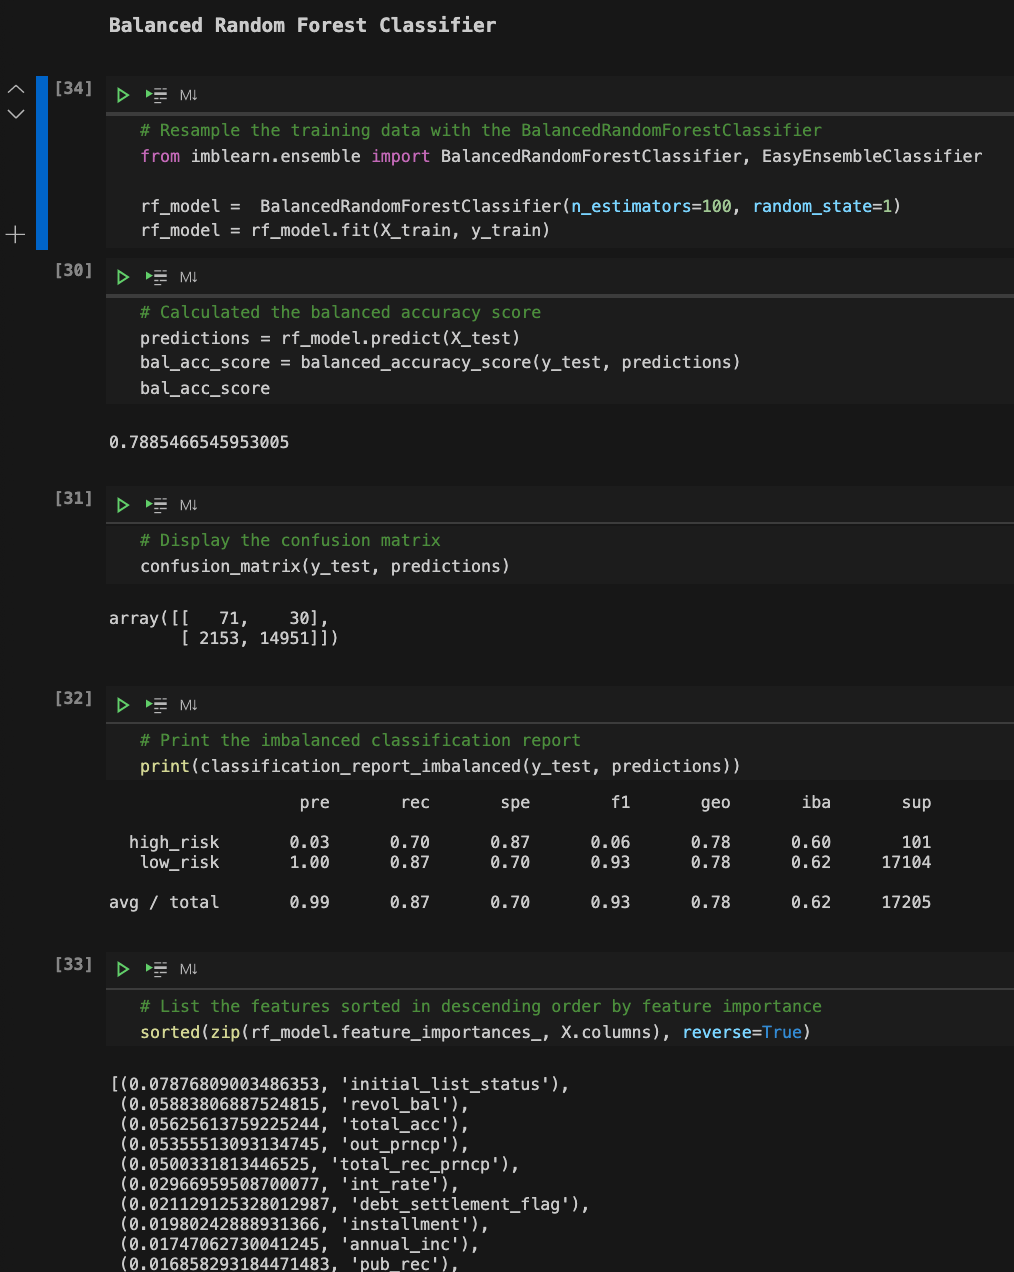 Balanced Random Forest Classifier
[34]
M↓
# Resample the training data with the BalancedRandomForestClassifier
from imblearn.ensemble import BalancedRandomForestClassifier, EasyEnsembleClassifier
rf_model =  BalancedRandomForestClassifier(n_estimators=100, random_state=1)
rf_model = rf_model.fit(X_train, y_train)
[30]
M↓
# Calculated the balanced accuracy score
predictions = rf_model.predict(X_test)
bal_acc_score = balanced_accuracy_score(y_test, predictions)
bal_acc_score
0.7885466545953005
[31]
M↓
# Display the confusion matrix
confusion_matrix(y_test, predictions)
array([[   71,    30],
       [ 2153, 14951]])
[32]
M↓
# Print the imbalanced classification report
print(classification_report_imbalanced(y_test, predictions))
pre rec spe f1 geo iba sup
high_risk 0.03 0.70 0.87 0.06 0.78 0.60 101
low_risk 1.00 0.87 0.70 0.93 0.78 0.62 17104
avg / total 0.99 0.87 0.70 0.93 0.78 0.62 17205
[33]
M↓
# List the features sorted in descending order by feature importance
sorted(zip(rf_model.feature_importances_, X.columns), reverse=True)
[(0.07876809003486353, 'initial_list_status'),
(0.05883806887524815, 'revol_bal'),
(0.05625613759225244, 'total_acc'),
(0.05355513093134745, 'out_prncp'),
(0.0500331813446525, 'total_rec_prncp'),
(0.02966959508700077, 'int_rate'),
(0.021129125328012987, 'debt_settlement_flag'),
(0.01980242888931366, 'installment'),
(0.01747062730041245, 'annual_inc'),
(0.016858293184471483, 'pub_rec'),